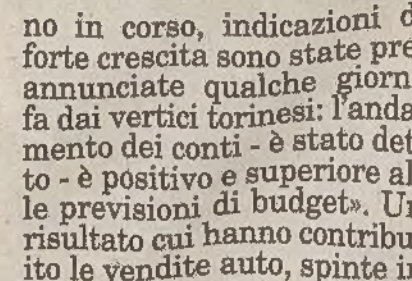 no in corso, indicazioni d
forte crescita sono state pre
annunciate qualche giorn
fa dai vertici torinesi: l'anda
mento dei conti - è stato det
to - è positivo e superiore al
le previsioni di budget». Un
risultato cui hanno contribu
ito le vendite auto, spinte in